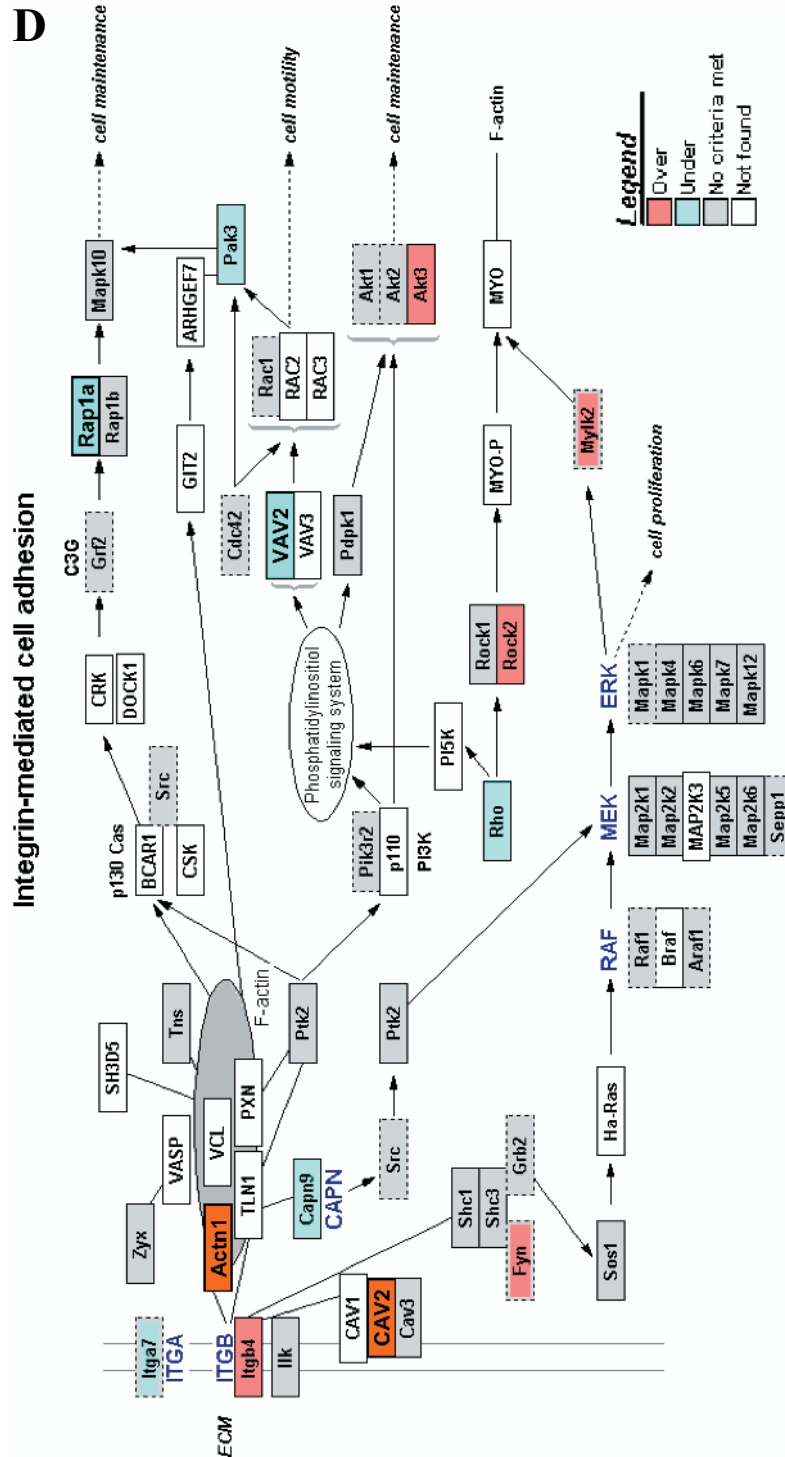 D
Integrin-mediated cell adhesion
Itga7
ITGA
ECM
ITGB
Itgb4
Ilk
CAV1
CAV2
Cav3
Zyx
VASP
SH3D5
Tns
Actn1
VCL
TLN1
PXN
F-actin
Capn9
CAPN
Ptk2
Src
Ptk2
Shc1
Shc3
Fyn
Grb2
Sos1
Ha-Ras
p130 Cas
BCAR1
Src
CSK
CRK
DOCK1
C3G
Grf2
Rap1a
Rap1b
Mapk10
cell maintenance
GIT2
ARHGEF7
Pak3
Cdc42
Rac1
RAC2
RAC3
cell motility
VAV2
VAV3
Pdpk1
Phosphatidylinositiol
signaling system
Pik3r2
p110
PI3K
PI5K
Akt1
Akt2
Akt3
cell maintenance
Rho
Rock1
Rock2
MYO-P
MYO
F-actin
Mylk2
cell proliferation
RAF
Raf1
Braf
Araf1
MEK
Map2k1
Map2k2
MAP2K3
Map2k5
Map2k6
Sepp1
ERK
Mapk1
Mapk4
Mapk6
Mapk7
Mapk12
Legend
Over
Under
No criteria met
Not found